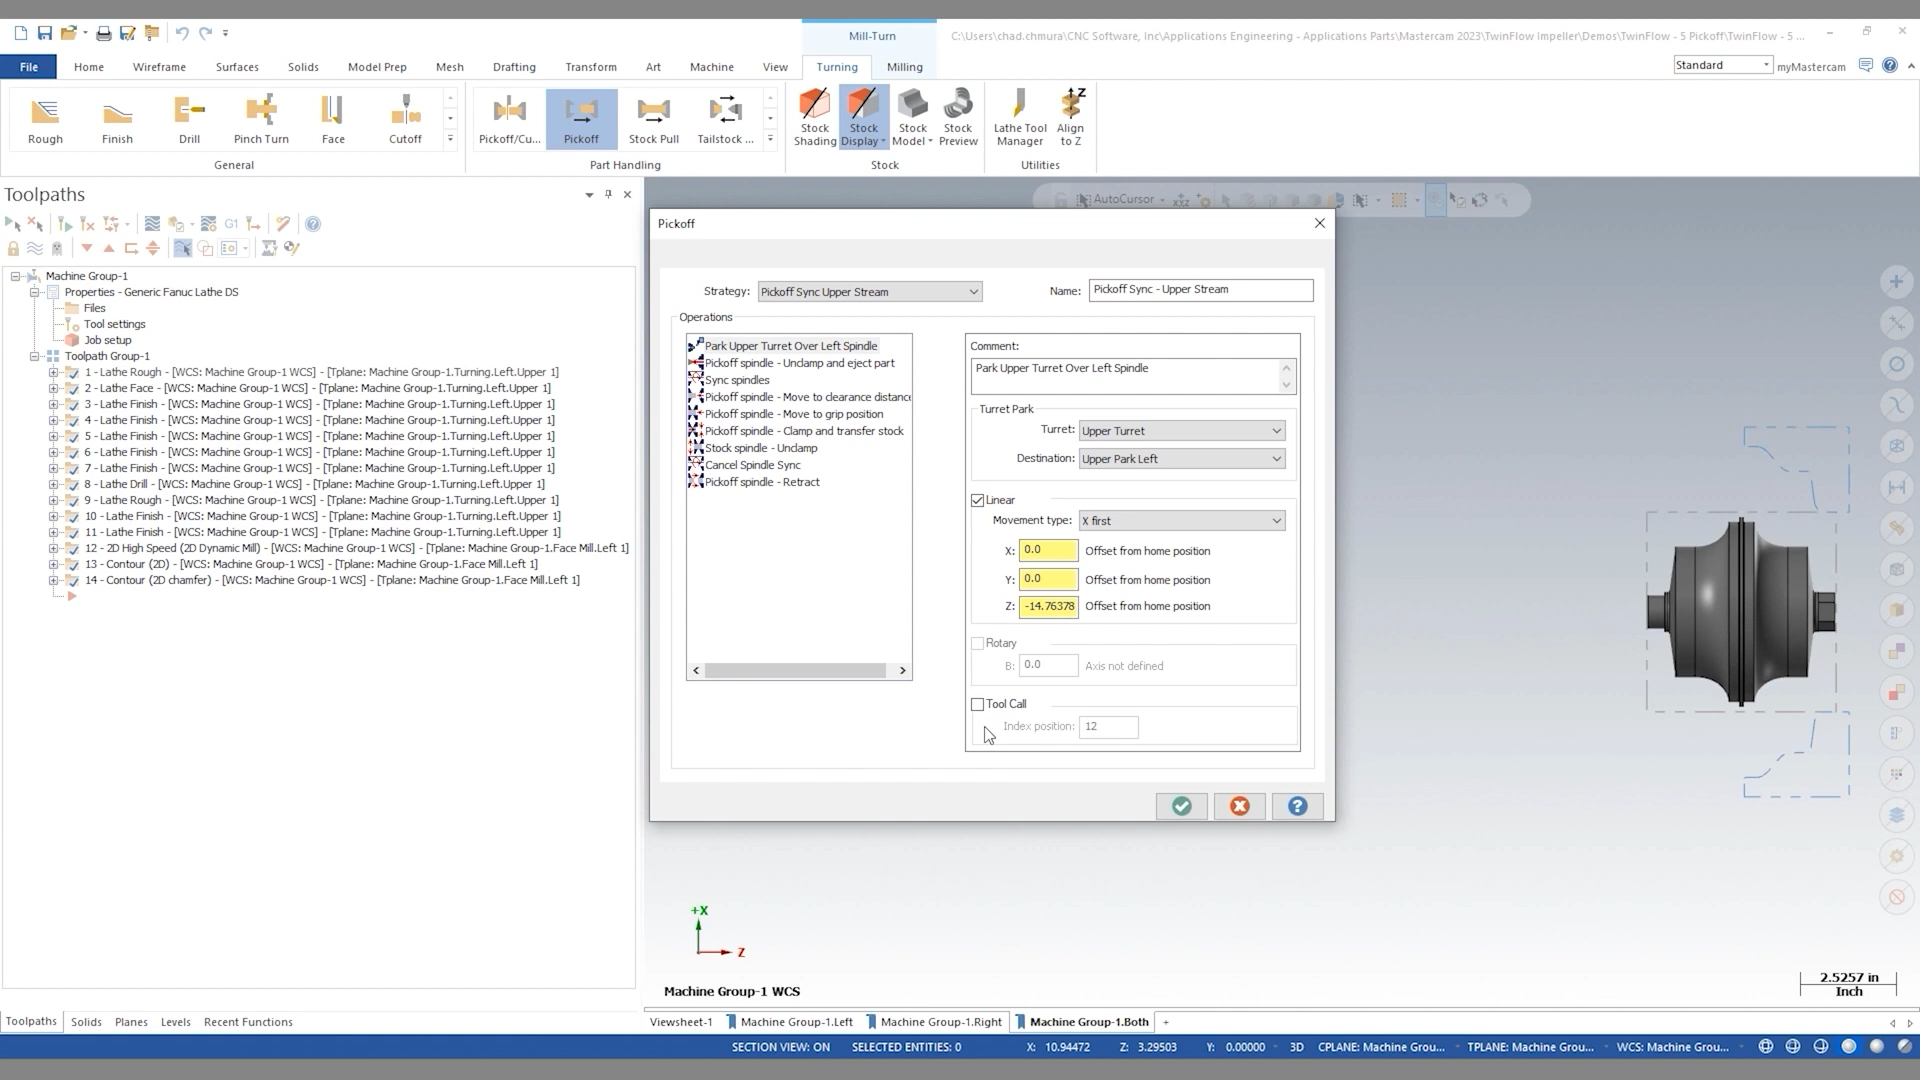 Mill-Turn
C:\Users\chad.chmura\CNC Software, Inc\Applications Engineering - Applications Parts\Mastercam 2023\TwinFlow Impeller\Demos\TwinFlow - 5 Pickoff\TwinFlow - 5 ...
File Home Wireframe Surfaces Solids Model Prep Mesh Drafting Transform Art Machine View Turning Milling Standard myMastercam
Rough Finish Drill Pinch Turn Face Cutoff Pickoff/Cu... Pickoff Stock Pull Tailstock ... Stock Shading Stock Display Stock Model Stock Preview Lathe Tool Manager Align to Z
General Part Handling Stock Utilities
Toolpaths
G1
AutoCursor
Machine Group-1
Properties - Generic Fanuc Lathe DS
Files
Tool settings
Job setup
Toolpath Group-1
1 - Lathe Rough - [WCS: Machine Group-1 WCS] - [Tplane: Machine Group-1.Turning.Left.Upper 1]
2 - Lathe Face - [WCS: Machine Group-1 WCS] - [Tplane: Machine Group-1.Turning.Left.Upper 1]
3 - Lathe Finish - [WCS: Machine Group-1 WCS] - [Tplane: Machine Group-1.Turning.Left.Upper 1]
4 - Lathe Finish - [WCS: Machine Group-1 WCS] - [Tplane: Machine Group-1.Turning.Left.Upper 1]
5 - Lathe Finish - [WCS: Machine Group-1 WCS] - [Tplane: Machine Group-1.Turning.Left.Upper 1]
6 - Lathe Finish - [WCS: Machine Group-1 WCS] - [Tplane: Machine Group-1.Turning.Left.Upper 1]
7 - Lathe Finish - [WCS: Machine Group-1 WCS] - [Tplane: Machine Group-1.Turning.Left.Upper 1]
8 - Lathe Drill - [WCS: Machine Group-1 WCS] - [Tplane: Machine Group-1.Turning.Left.Upper 1]
9 - Lathe Rough - [WCS: Machine Group-1 WCS] - [Tplane: Machine Group-1.Turning.Left.Upper 1]
10 - Lathe Finish - [WCS: Machine Group-1 WCS] - [Tplane: Machine Group-1.Turning.Left.Upper 1]
11 - Lathe Finish - [WCS: Machine Group-1 WCS] - [Tplane: Machine Group-1.Turning.Left.Upper 1]
12 - 2D High Speed (2D Dynamic Mill) - [WCS: Machine Group-1 WCS] - [Tplane: Machine Group-1.Face Mill.Left 1]
13 - Contour (2D) - [WCS: Machine Group-1 WCS] - [Tplane: Machine Group-1.Face Mill.Left 1]
14 - Contour (2D chamfer) - [WCS: Machine Group-1 WCS] - [Tplane: Machine Group-1.Face Mill.Left 1]
Pickoff
Strategy: Pickoff Sync Upper Stream Name: Pickoff Sync - Upper Stream
Operations
Park Upper Turret Over Left Spindle
Pickoff spindle - Unclamp and eject part
Sync spindles
Pickoff spindle - Move to clearance distance
Pickoff spindle - Move to grip position
Pickoff spindle - Clamp and transfer stock
Stock spindle - Unclamp
Cancel Spindle Sync
Pickoff spindle - Retract
Comment:
Park Upper Turret Over Left Spindle
Turret Park
Turret: Upper Turret
Destination: Upper Park Left
Linear
Movement type: X first
X: 0.0 Offset from home position
Y: 0.0 Offset from home position
Z: -14.76378 Offset from home position
Rotary
B: 0.0 Axis not defined
Tool Call
Index position: 12
+X
Z
Machine Group-1 WCS
2.5257 in
Inch
Toolpaths Solids Planes Levels Recent Functions
Viewsheet-1 Machine Group-1.Left Machine Group-1.Right Machine Group-1.Both +
SECTION VIEW: ON SELECTED ENTITIES: 0 X: 10.94472 Z: 3.29503 Y: 0.00000 3D CPLANE: Machine Grou... TPLANE: Machine Grou... WCS: Machine Grou...